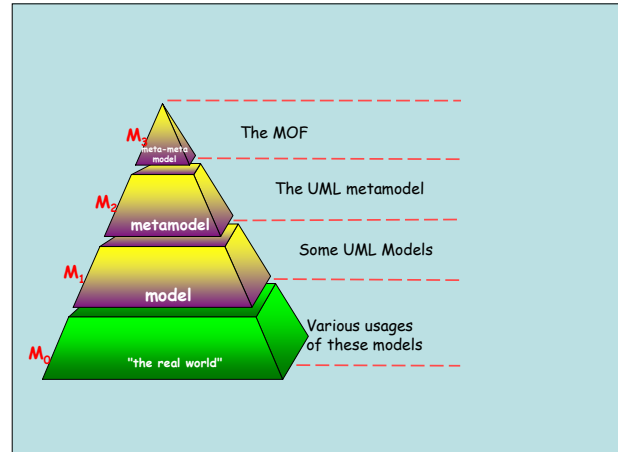 M3
meta-meta
model
The MOF
M2
metamodel
The UML metamodel
M1
model
Some UML Models
M0
"the real world"
Various usages
of these models